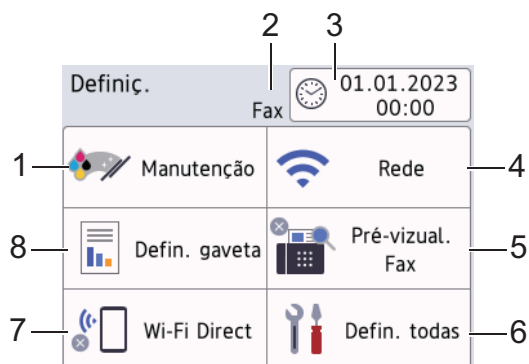 2 3
Definiç.
Fax
01.01.2023
00:00
1 Manutenção Rede 4
8 Defin. gaveta Pré-vizual.
Fax 5
7 Wi-Fi Direct Defin. todas 6